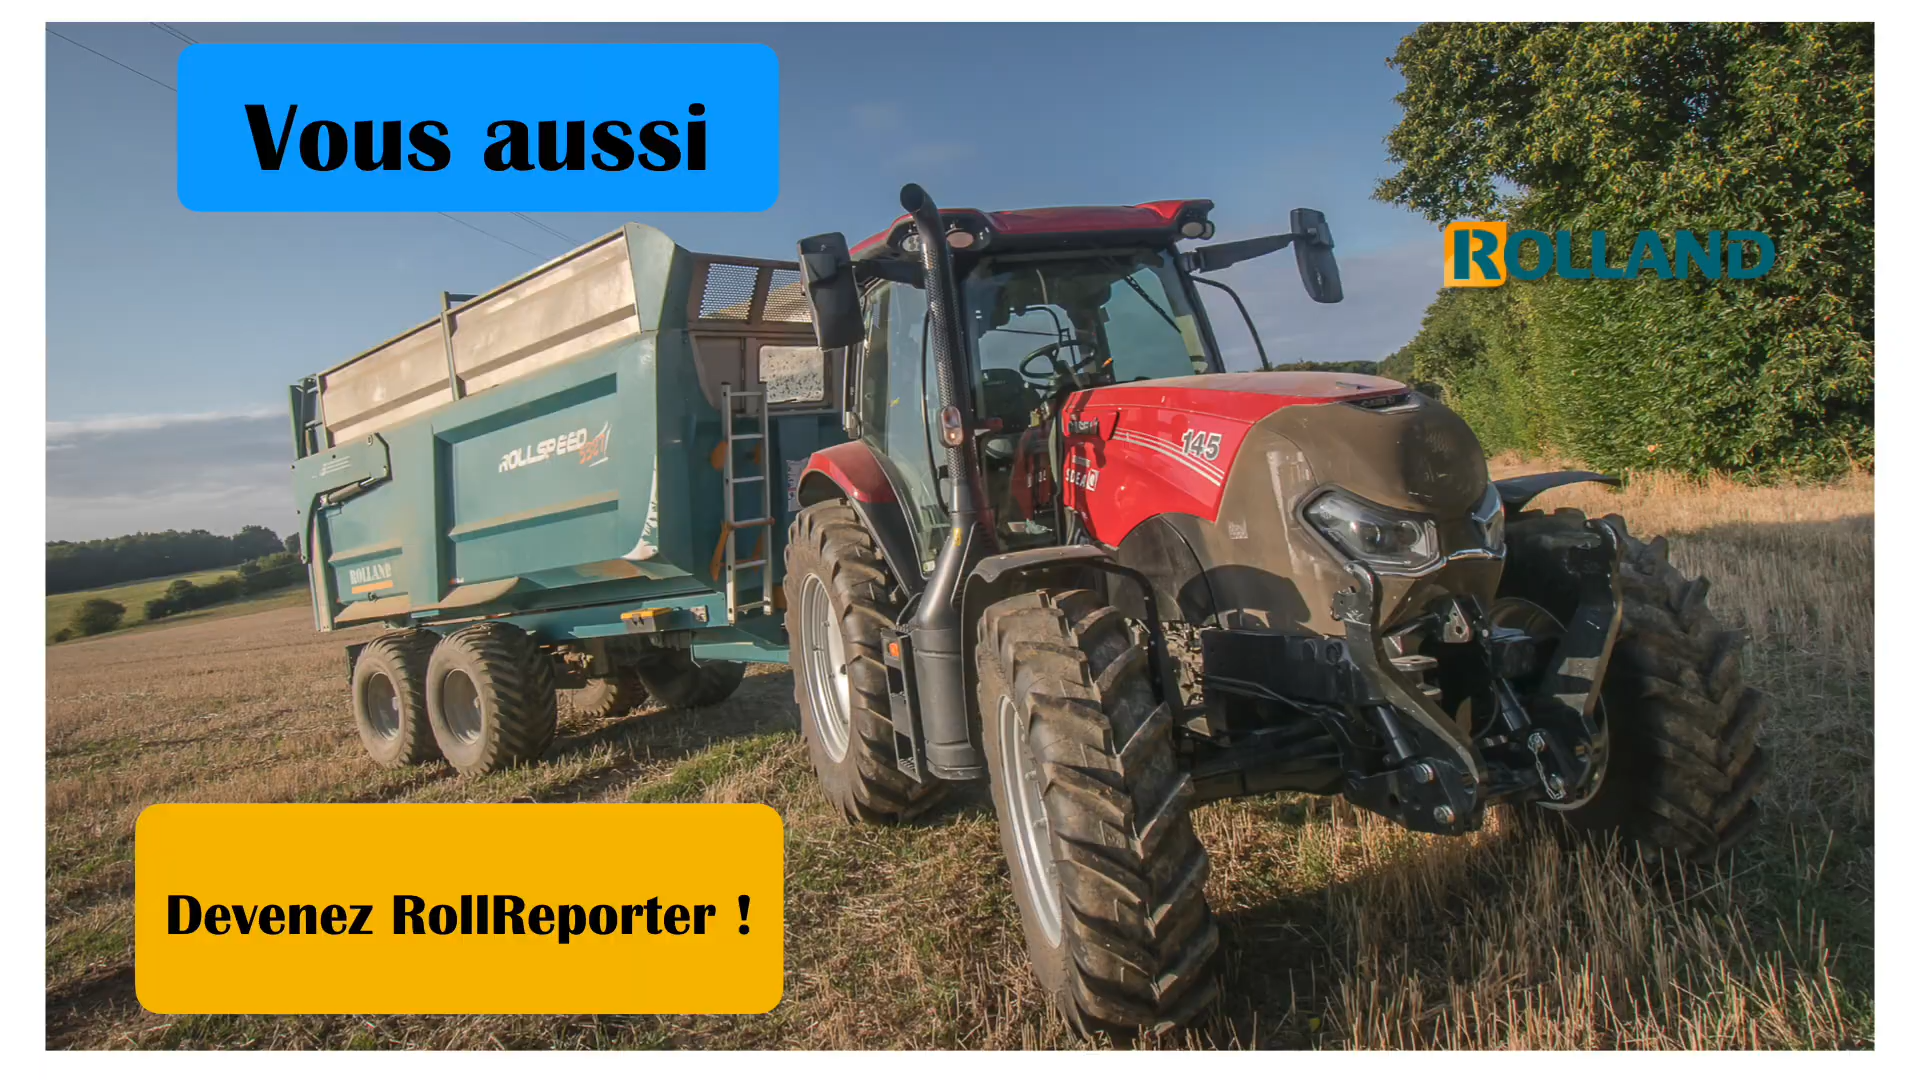 Vous aussi
ROLLAND
ROLLSPEED
145
ROLLAND
Devenez RollReporter !